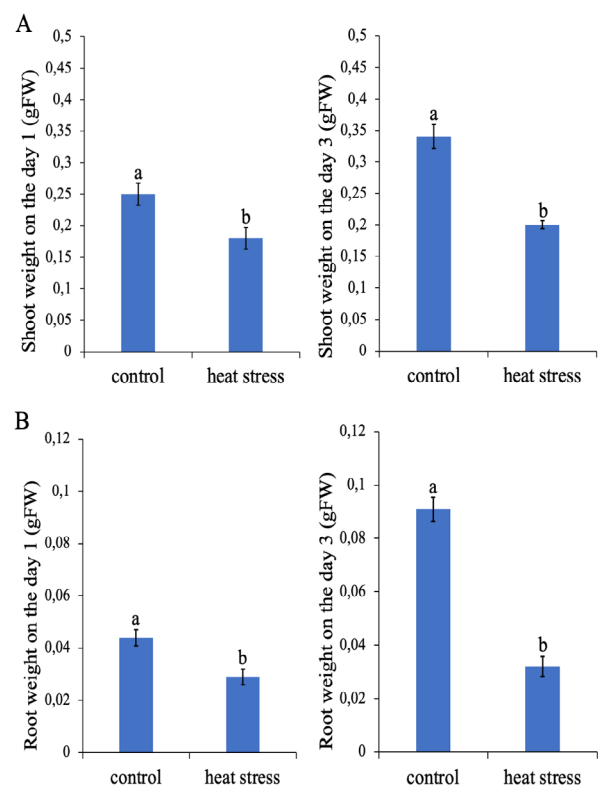 A
Shoot weight on the day 1 (gFW)
0,5
0,45
0,4
0,35
0,3
0,25
0,2
0,15
0,1
0,05
0
a
b
control
heat stress
Shoot weight on the day 3 (gFW)
0,5
0,45
0,4
0,35
0,3
0,25
0,2
0,15
0,1
0,05
0
a
b
control
heat stress
B
Root weight on the day 1 (gFW)
0,12
0,1
0,08
0,06
0,04
0,02
0
a
b
control
heat stress
Root weight on the day 3 (gFW)
0,12
0,1
0,08
0,06
0,04
0,02
0
a
b
control
heat stress